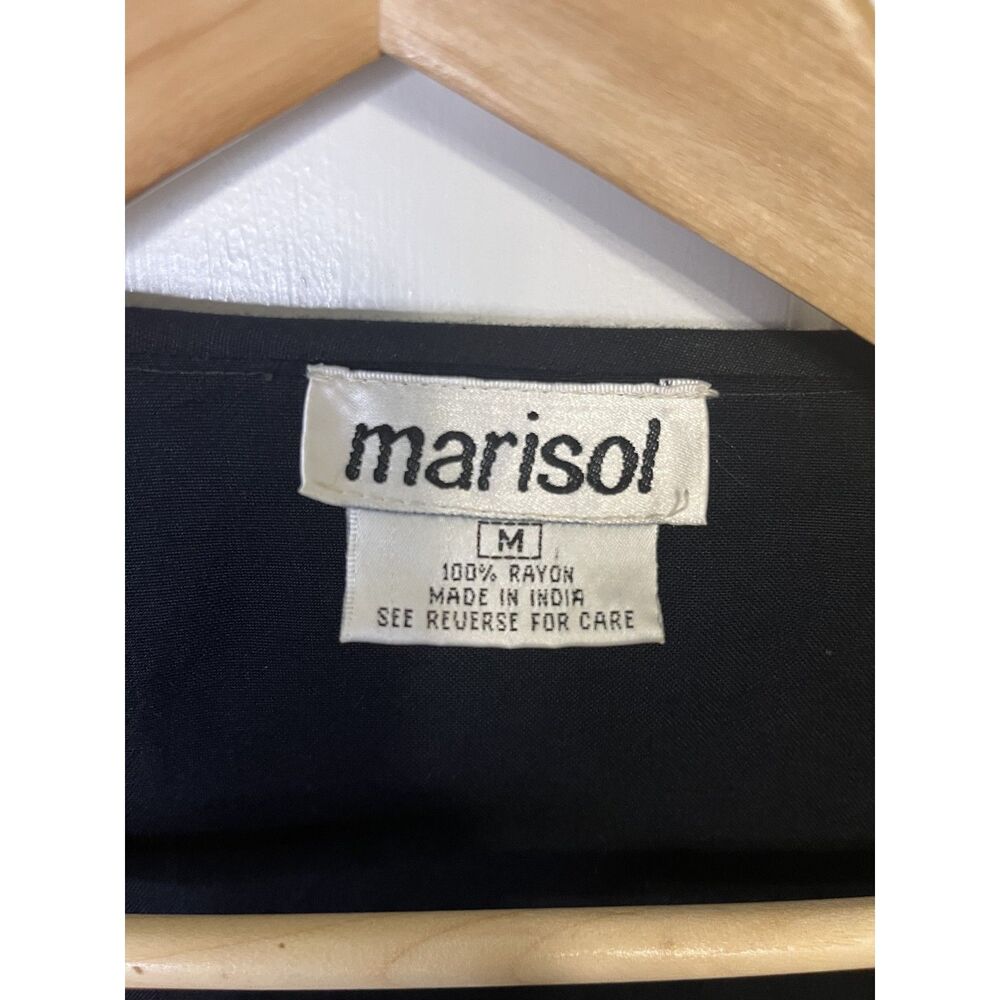 marisol
M
100% RAYON
MADE IN INDIA
SEE REVERSE FOR CARE